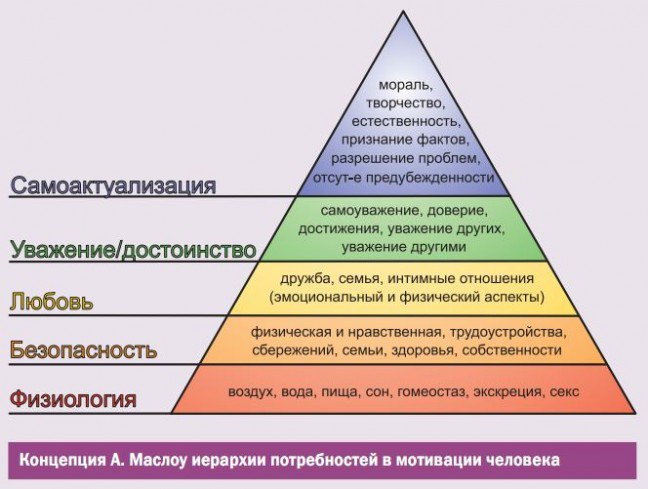 мораль,
творчество,
естественность,
признание фактов,
разрешение проблем,
отсут-е предубежденности
Самоактуализация
самоуважение, доверие,
достижения, уважение других,
уважение другими
Уважение/достоинство
дружба, семья, интимные отношения
(эмоциональный и физический аспекты)
Любовь
физическая и нравственная, трудоустройства,
сбережений, семьи, здоровья, собственности
Безопасность
воздух, вода, пища, сон, гомеостаз, экскреция, секс
Физиология
Концепция А. Маслоу иерархии потребностей в мотивации человека